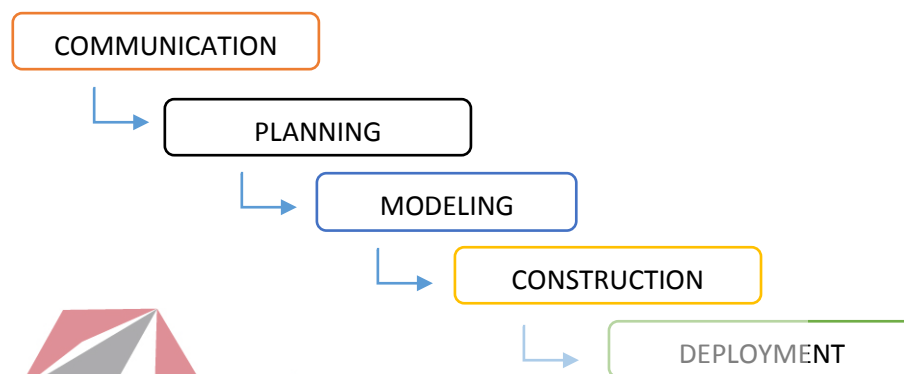 COMMUNICATION
PLANNING
MODELING
CONSTRUCTION
DEPLOYMENT